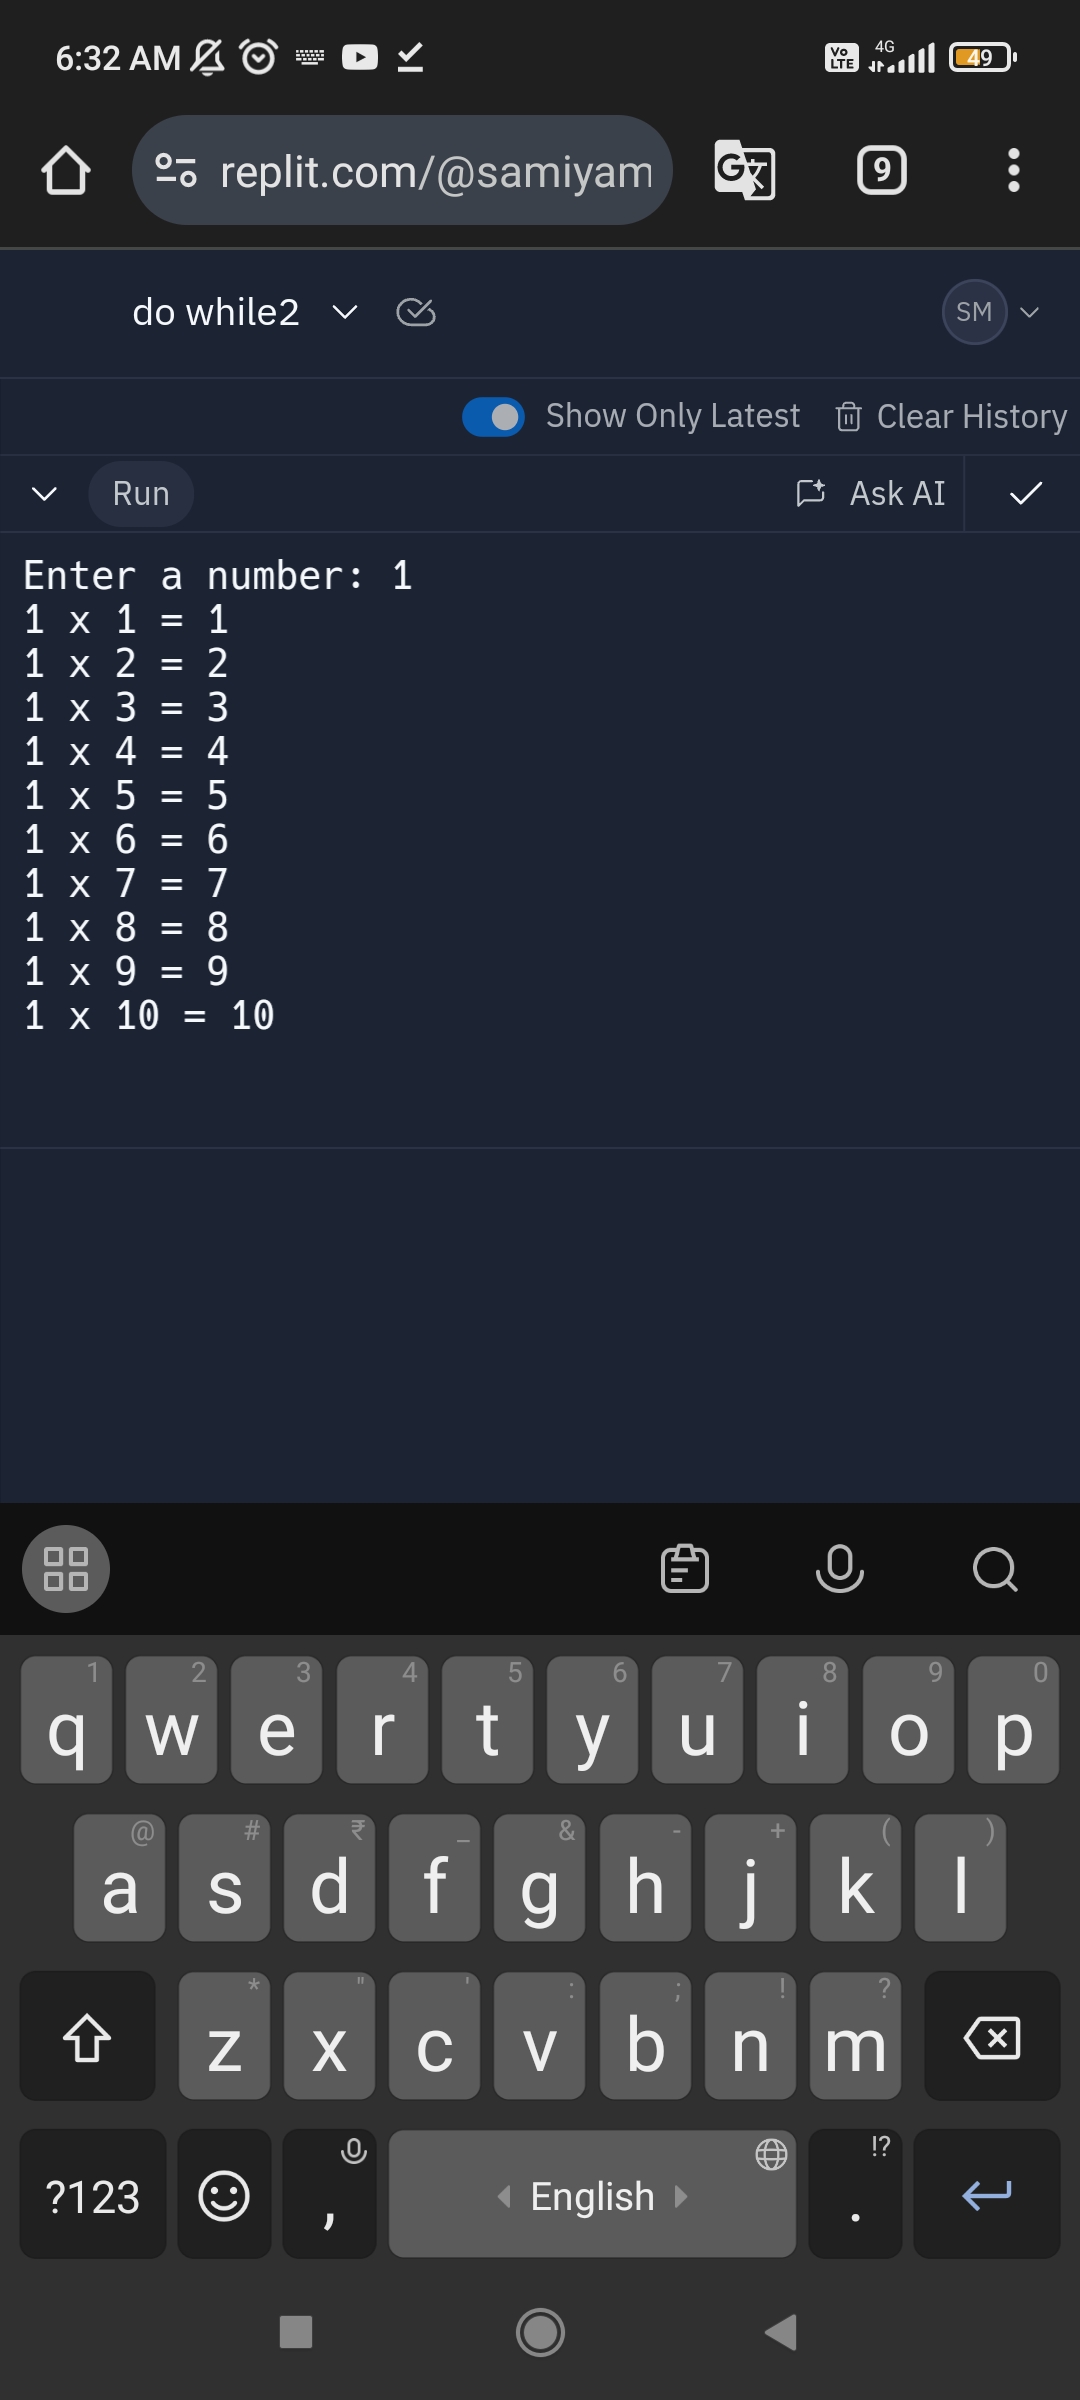 6:32 AM
Vo LTE 4G 49
replit.com/@samiyam
9
do while2
SM
Show Only Latest Clear History
Run Ask AI
Enter a number: 1
1 x 1 = 1
1 x 2 = 2
1 x 3 = 3
1 x 4 = 4
1 x 5 = 5
1 x 6 = 6
1 x 7 = 7
1 x 8 = 8
1 x 9 = 9
1 x 10 = 10
1 2 3 4 5 6 7 8 9 0
q w e r t y u i o p
@ # ₹ _ & - + ( )
a s d f g h j k l
* " ' : ; ! ?
z x c v b n m
!?
?123 , English .